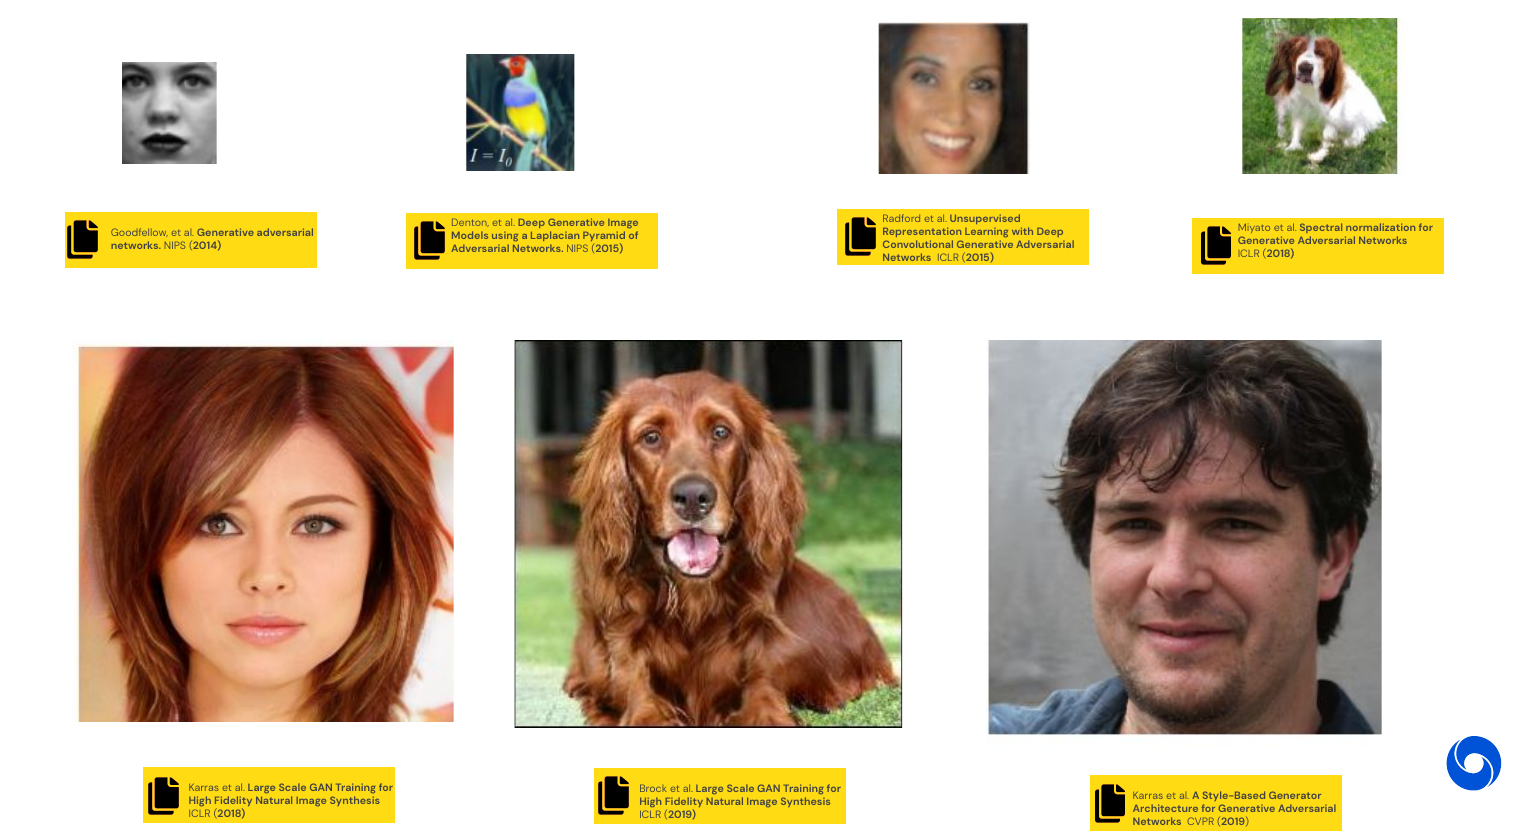 I = I₀
Goodfellow, et al. Generative adversarial
networks. NIPS (2014)
Denton, et al. Deep Generative Image
Models using a Laplacian Pyramid of
Adversarial Networks. NIPS (2015)
Radford et al. Unsupervised
Representation Learning with Deep
Convolutional Generative Adversarial
Networks ICLR (2015)
Miyato et al. Spectral normalization for
Generative Adversarial Networks
ICLR (2018)
Karras et al. Large Scale GAN Training for
High Fidelity Natural Image Synthesis
ICLR (2018)
Brock et al. Large Scale GAN Training for
High Fidelity Natural Image Synthesis
ICLR (2019)
Karras et al. A Style-Based Generator
Architecture for Generative Adversarial
Networks CVPR (2019)